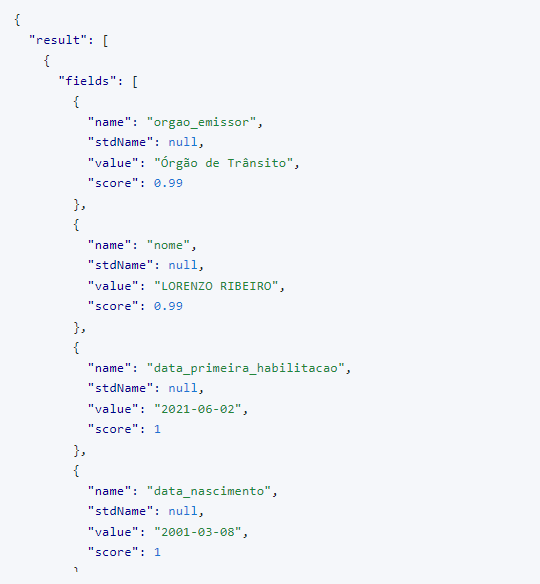 {
  "result": [
    {
      "fields": [
        {
          "name": "orgao_emissor",
          "stdName": null,
          "value": "Órgão de Trânsito",
          "score": 0.99
        },
        {
          "name": "nome",
          "stdName": null,
          "value": "LORENZO RIBEIRO",
          "score": 0.99
        },
        {
          "name": "data_primeira_habilitacao",
          "stdName": null,
          "value": "2021-06-02",
          "score": 1
        },
        {
          "name": "data_nascimento",
          "stdName": null,
          "value": "2001-03-08",
          "score": 1
        }